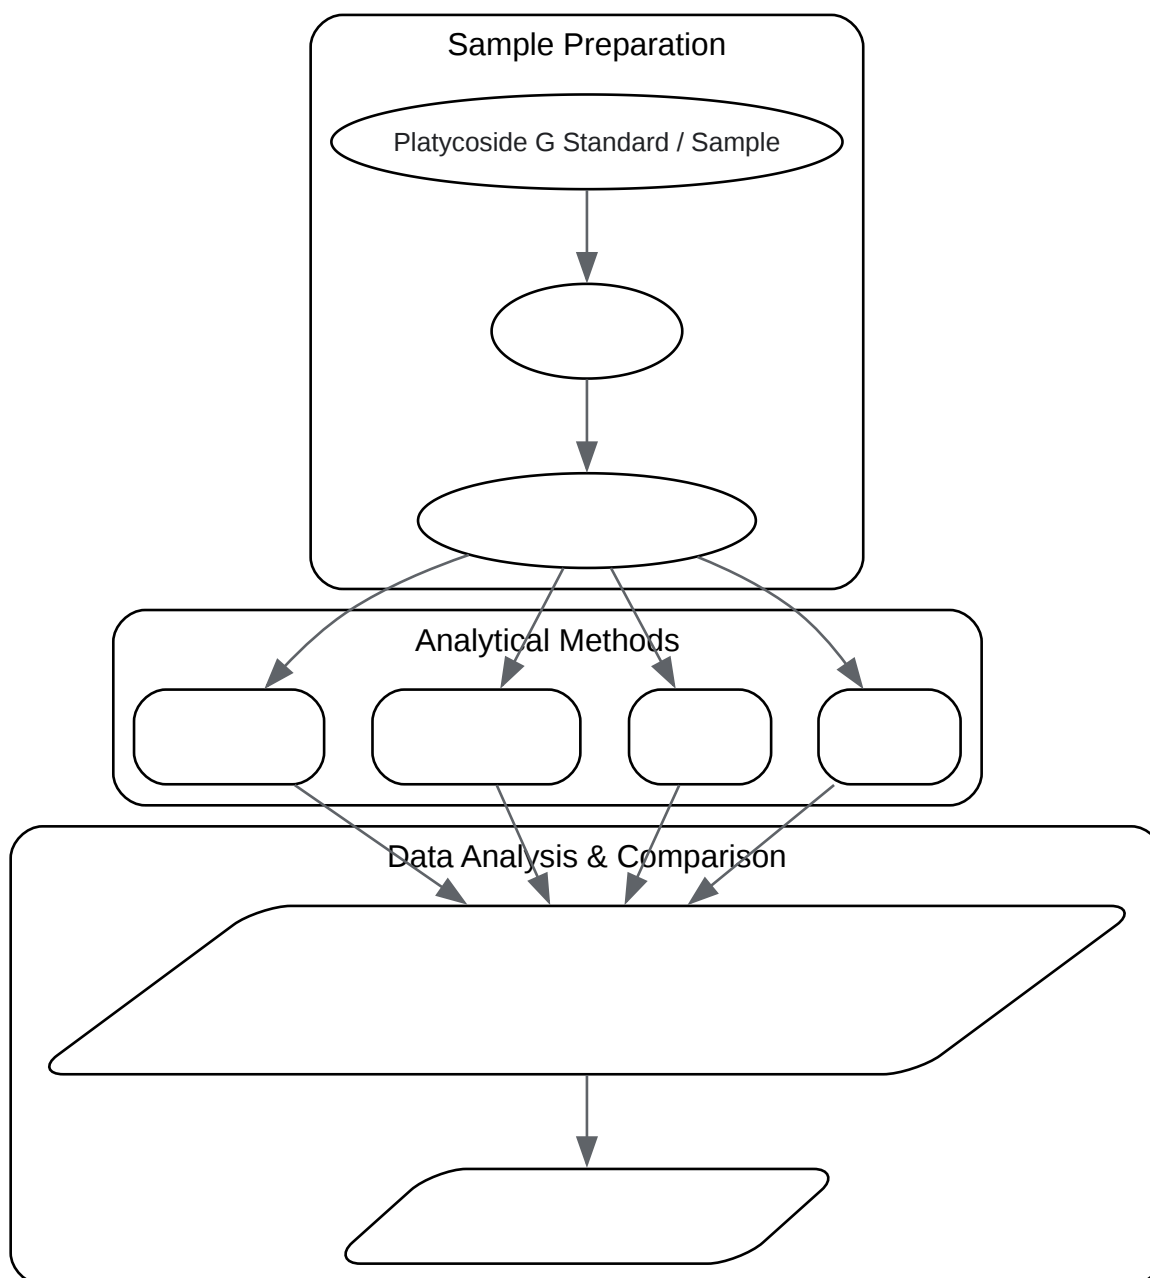 Sample Preparation
Platycoside G Standard / Sample
Analytical Methods
Data Analysis & Comparison